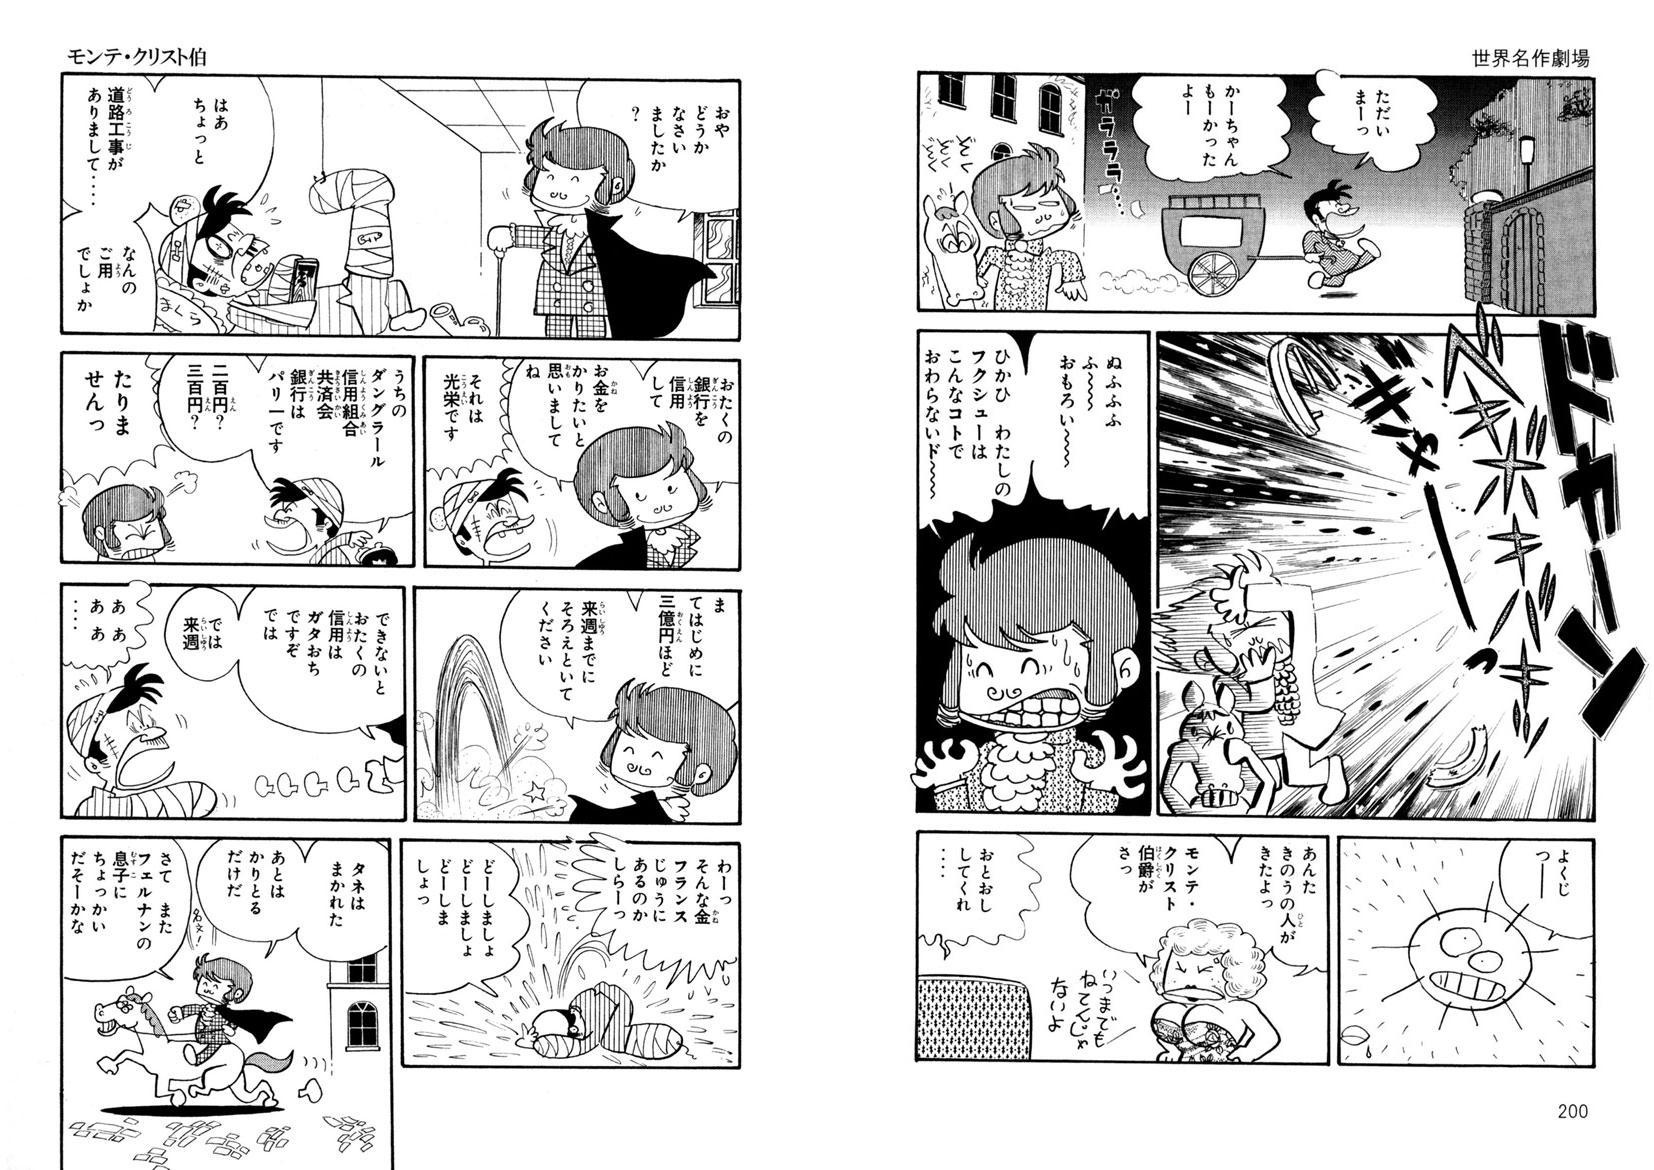 世界名作劇場
ただい
まーっ
かーちゃん
もーかった
よー
ガララララ…
ぞくぞく
ぞくぞく
ドャーン
ぬふふふ
ふ～～
おもろい～～
ひかひ わたしの
フクシューは
こんなコトで
おわらないド～～
よくじ
つ──
あんた
きのうの人が
きたよっ
モンテ・
クリスト
伯爵が
さっ
いつまでも
ねてんじゃ
ないよ
おとおし
してくれ
‥‥
200
モンテ・クリスト伯
おや
どうか
なさい
ましたか
?
はあ
ちょっと
道路工事が
ありまして‥‥
なんの
ご用
でしょか
まくら
おたくの
銀行を
信用
して
お金を
かりたいと
思いまして
ね
それは
光栄です
うちの
ダングラール
信用組合
共済会
銀行は
パリ一です
二百円?
三百円?
たりま
せんっ
ま
てはじめに
三億円ほど
来週までに
そろえといて
ください
できないと
おたくの
信用は
ガタおち
ですぞ
では
では
来週
ぁぁ
ぁぁ
‥‥
わーっ
そんな金
フランス
じゅうに
あるのか
しらーっ
どーしましょ
どーしましょ
どーしま
しょっ
タネは
まかれた
あとは
かりとる
だけだ
名文!
さて また
フェルナンの
息子に
ちょっかい
だそーかな